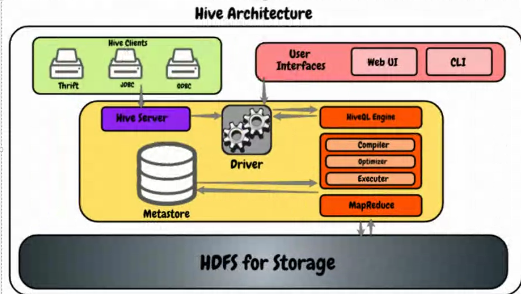 Hive Architecture
Hive Clients
Thrift
JDBC
ODBC
User
Interfaces
Web UI
CLI
Hive Server
Driver
HiveQL Engine
Compiler
Optimizer
Executer
Metastore
MapReduce
HDFS for Storage